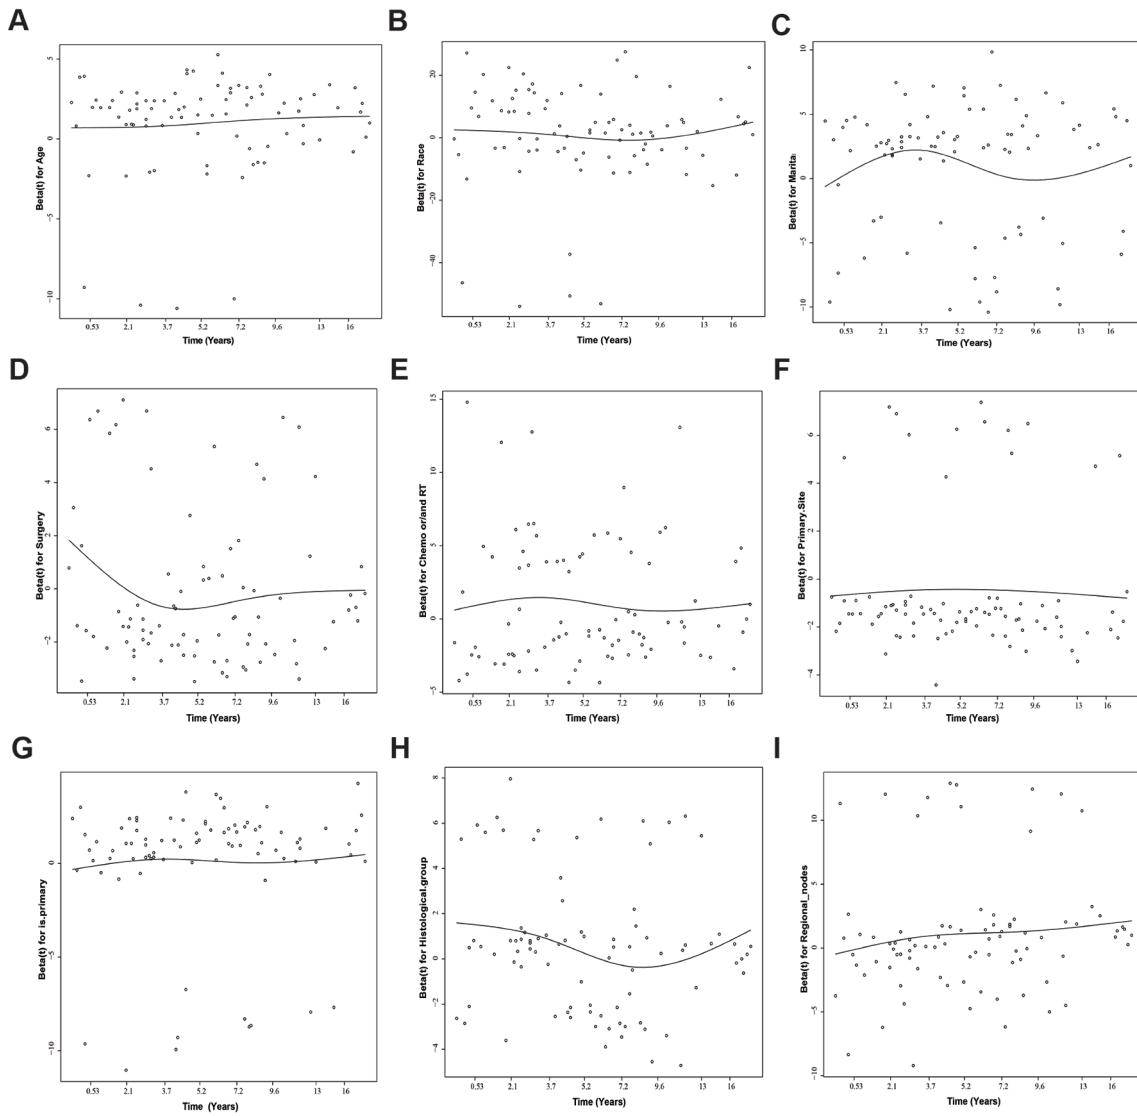 A
5
0
−5
−10
Beta(t) for Age
0.53 2.1 3.7 5.2 7.2 9.6 13 16
Time (Years)
B
20
0
−20
−40
Beta(t) for Race
0.53 2.1 3.7 5.2 7.2 9.6 13 16
Time (Years)
C
10
5
0
−5
−10
0.53 2.1 3.7 5.2 7.2 9.6 13 16
Beta(t) for Marita
Time (Years)
D
6
4
2
0
−2
Beta(t) for Surgery
0.53 2.1 3.7 5.2 7.2 9.6 13 16
Time (Years)
E
15
10
5
0
−5
Beta(t) for Chemo or/and RT
0.53 2.1 3.7 5.2 7.2 9.6 13 16
Time (Years)
F
6
4
2
0
−2
−4
Beta(t) for Primary.Site
0.53 2.1 3.7 5.2 7.2 9.6 13 16
Time (Years)
G
0
−5
−10
Beta(t) for is.primary
0.53 2.1 3.7 5.2 7.2 9.6 13 16
Time (Years)
H
8
6
4
2
0
−2
−4
Beta(t) for Histological.group
0.53 2.1 3.7 5.2 7.2 9.6 13 16
Time (Years)
I
10
5
0
−5
−10
Beta(t) for Regional_nodes
0.53 2.1 3.7 5.2 7.2 9.6 13 16
Time (Years)